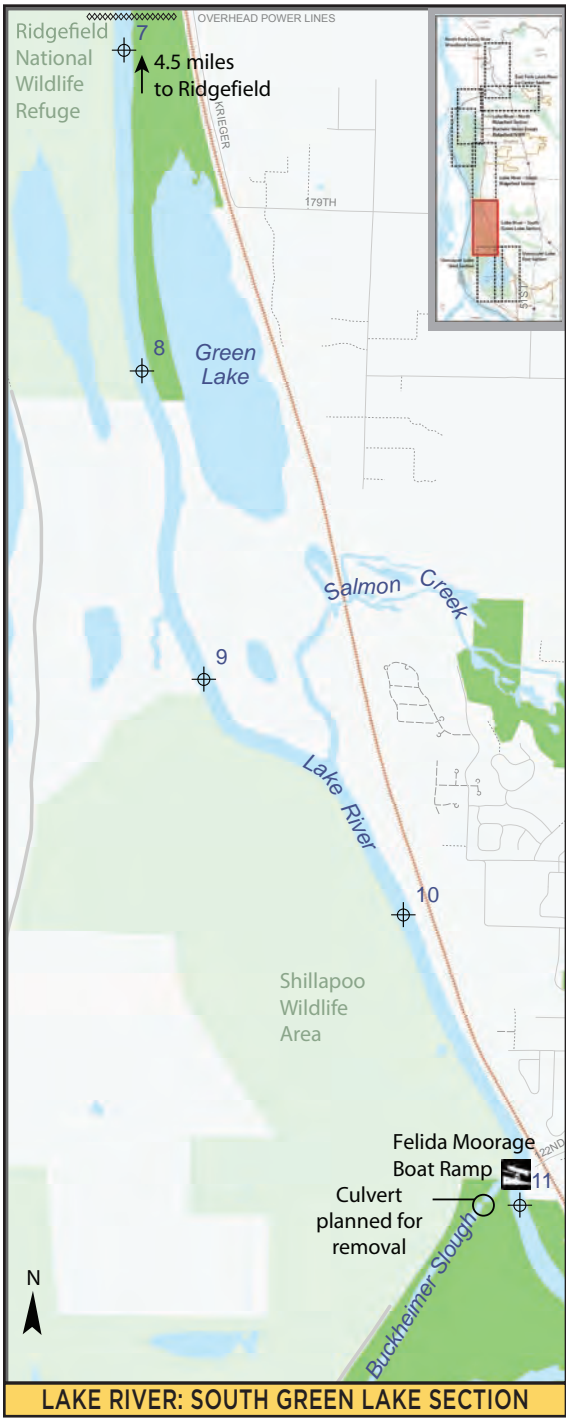 OVERHEAD POWER LINES
Ridgefield
National
Wildlife
Refuge
7
4.5 miles
to Ridgefield
KRIEGER
179TH
8
Green
Lake
Salmon Creek
9
Lake River
10
Shillapoo
Wildlife
Area
Felida Moorage
Boat Ramp
122ND
11
Culvert
planned for
removal
Buckheimer Slough
N
LAKE RIVER: SOUTH GREEN LAKE SECTION